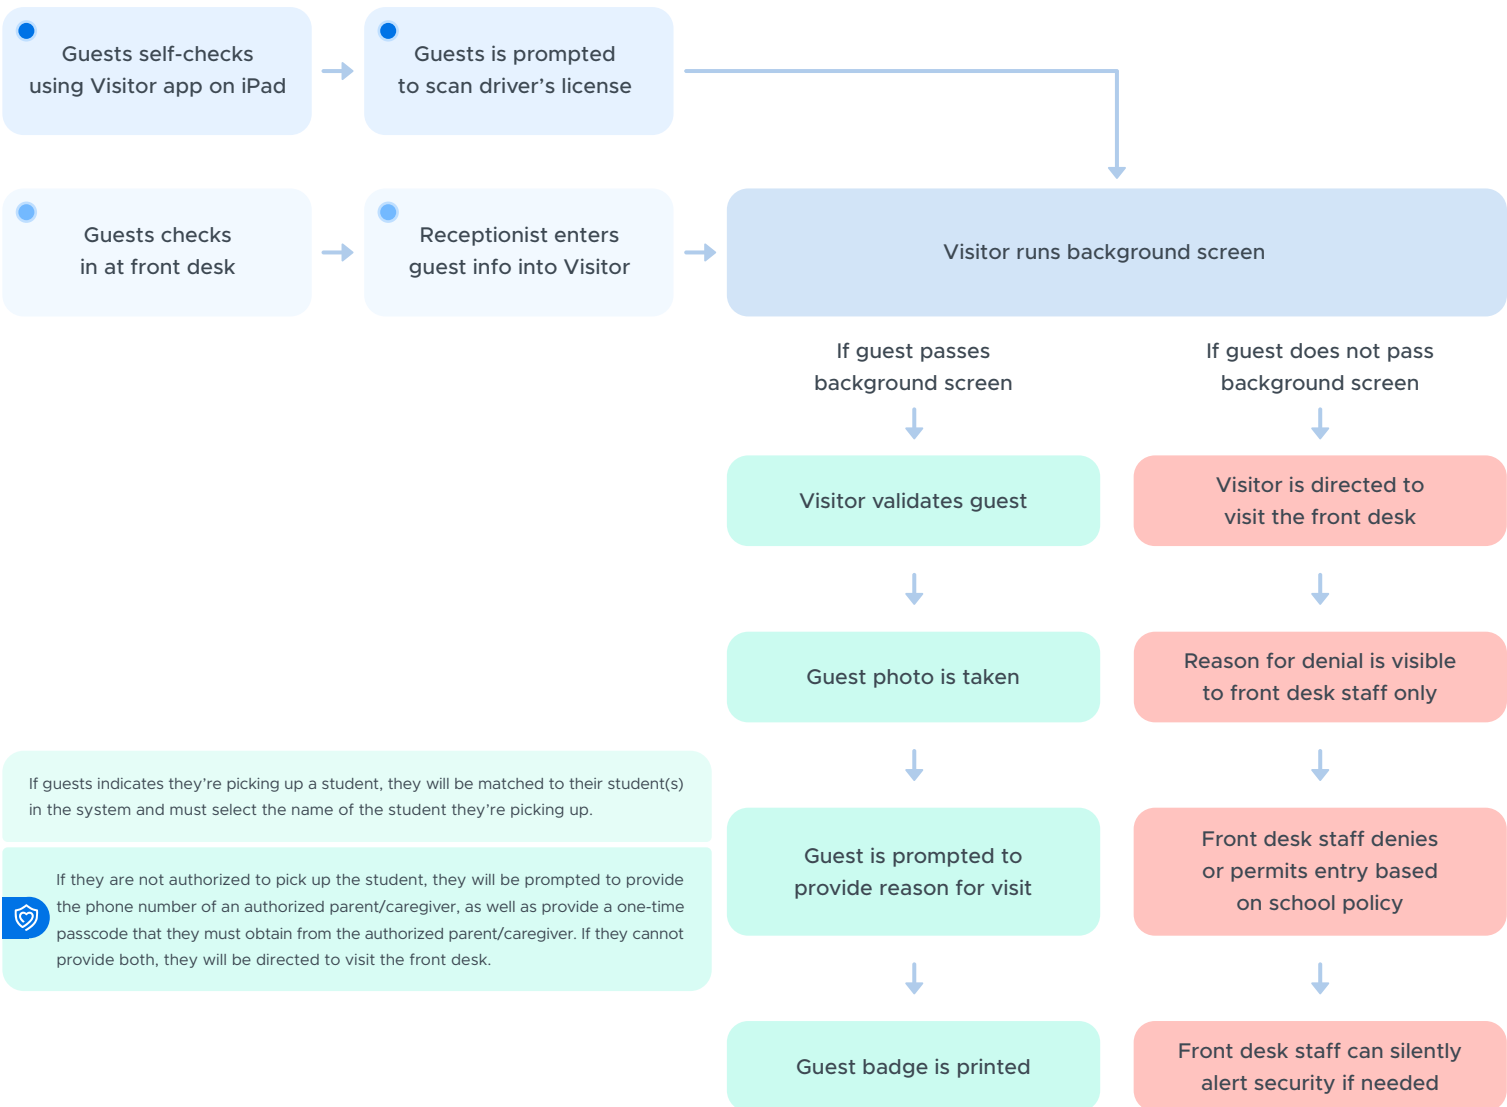 Guests self-checks
using Visitor app on iPad
Guests is prompted
to scan driver’s license
Guests checks
in at front desk
Receptionist enters
guest info into Visitor
Visitor runs background screen
If guest passes
background screen
If guest does not pass
background screen
Visitor validates guest
Visitor is directed to
visit the front desk
Guest photo is taken
Reason for denial is visible
to front desk staff only
If guests indicates they’re picking up a student, they will be matched to their student(s)
in the system and must select the name of the student they’re picking up.
If they are not authorized to pick up the student, they will be prompted to provide
the phone number of an authorized parent/caregiver, as well as provide a one-time
passcode that they must obtain from the authorized parent/caregiver. If they cannot
provide both, they will be directed to visit the front desk.
Guest is prompted to
provide reason for visit
Front desk staff denies
or permits entry based
on school policy
Guest badge is printed
Front desk staff can silently
alert security if needed